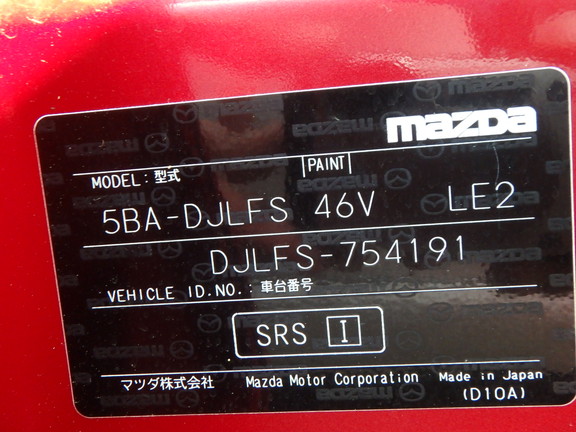 mazda
MODEL: 型式 PAINT
5BA-DJLFS 46V LE2
DJLFS-754191
VEHICLE ID.NO.: 車台番号
SRS I
マツダ株式会社 Mazda Motor Corporation Made in Japan
(D10A)